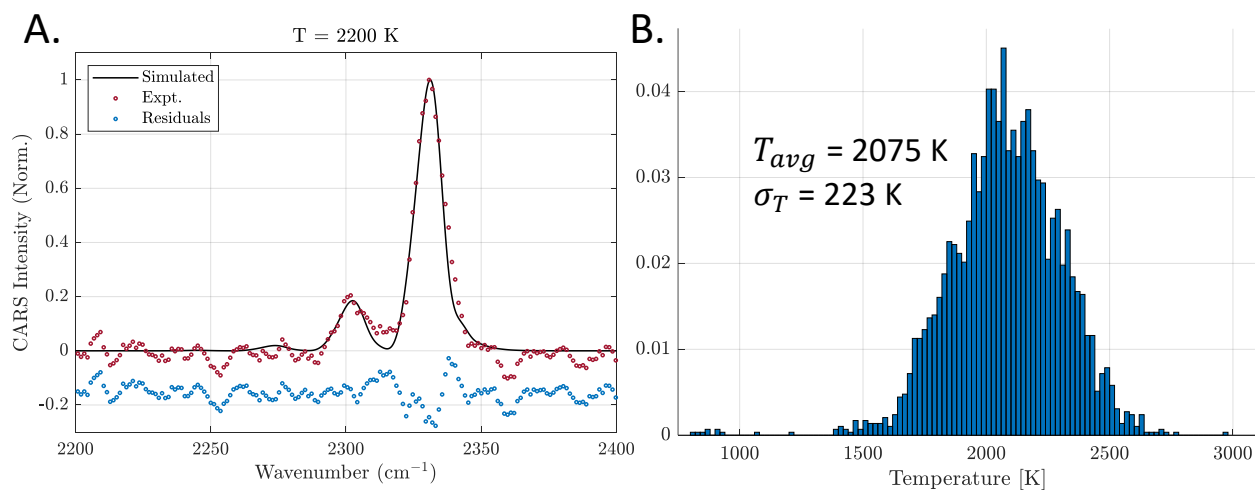 A.
T = 2200 K
Simulated
Expt.
Residuals
CARS Intensity (Norm.)
1
0.8
0.6
0.4
0.2
0
-0.2
2200
2250
2300
2350
2400
Wavenumber (cm⁻¹)
B.
T_avg = 2075 K
σ_T = 223 K
0.04
0.03
0.02
0.01
0
1000
1500
2000
2500
3000
Temperature [K]